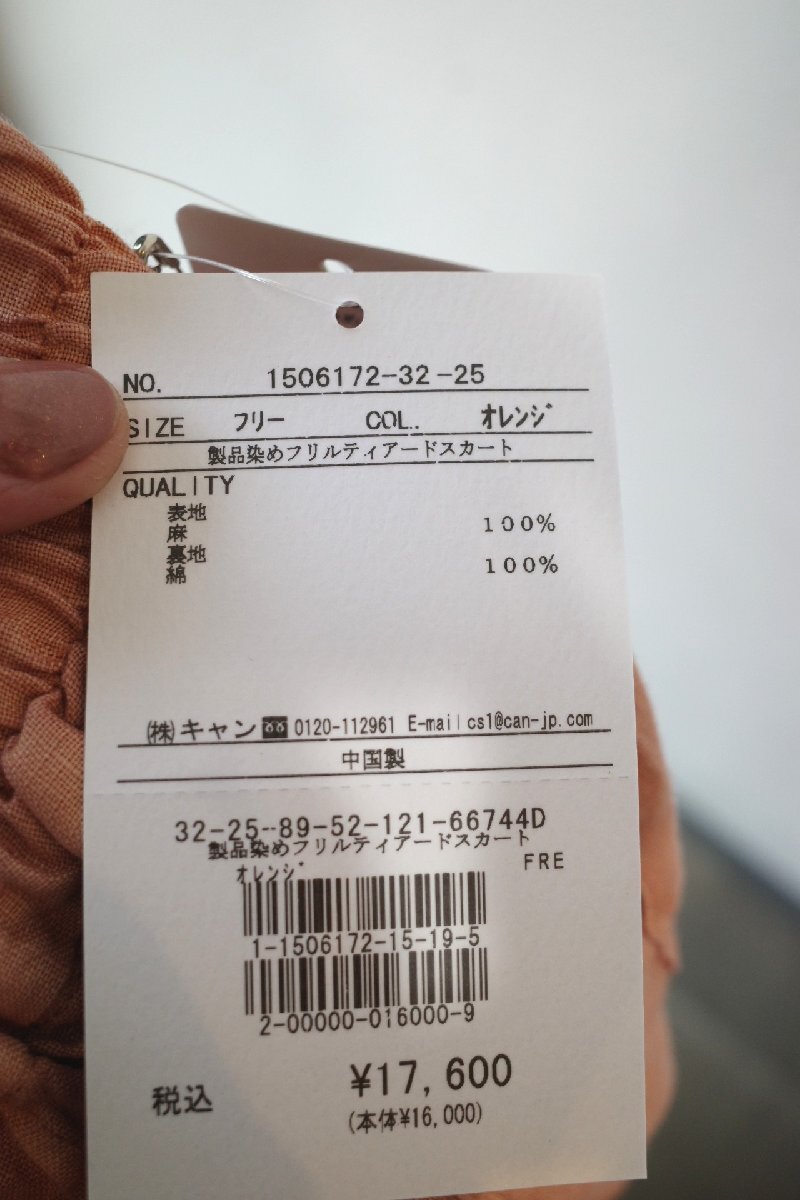 NO. 1506172-32-25
SIZE フリー COL.. オレンジ
製品染めフリルティアードスカート
QUALITY
表地
麻 100%
裏地
綿 100%
㈱キャン 0120-112961 E-mail cs1@can-jp.com
中国製
32-25-89-52-121-66744D
製品染めフリルティアードスカート
オレンジ FRE
1-1506172-15-19-5
2-00000-016000-9
税込 ¥17,600
(本体¥16,000)